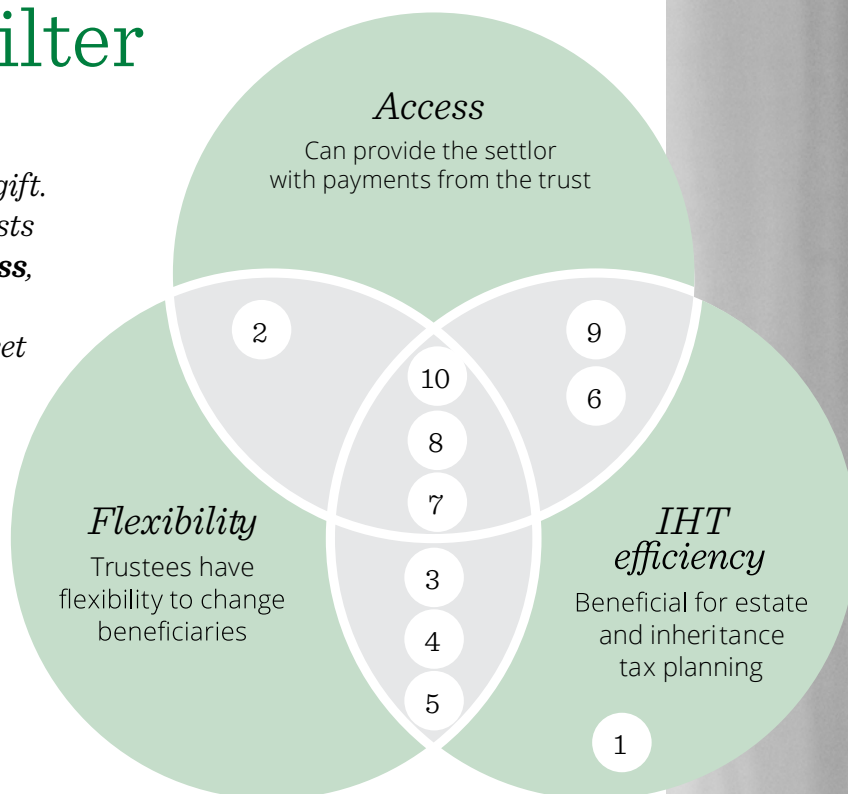 ilter
gift.
sts
ss,
et
Access
Can provide the settlor
with payments from the trust
2
9
6
10
8
7
3
4
5
Flexibility
Trustees have
flexibility to change
beneficiaries
IHT
efficiency
Beneficial for estate
and inheritance
tax planning
1